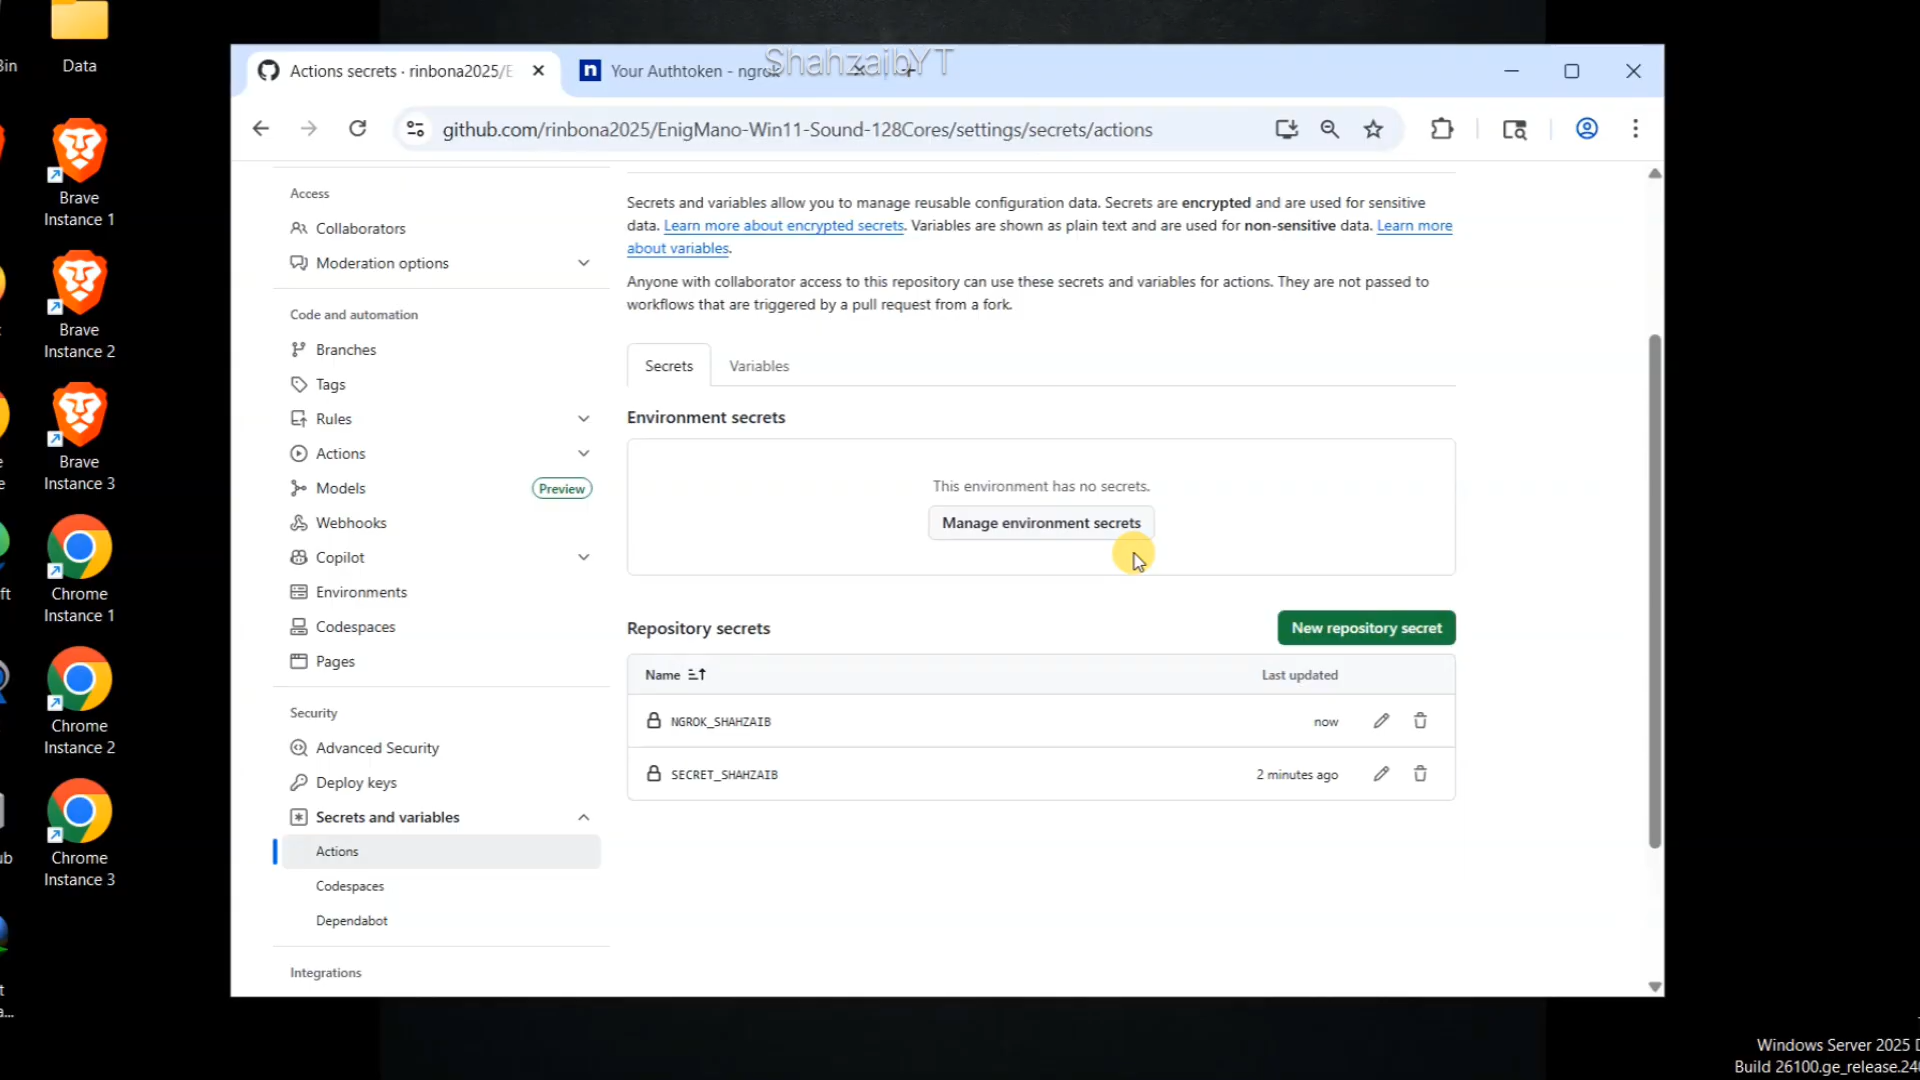 Bin
Data
Brave
Instance 1
Brave
Instance 2
Brave
Instance 3
Chrome
Instance 1
Chrome
Instance 2
Chrome
Instance 3
ShahzaibYT
Actions secrets · rinbona2025/E
Your Authtoken - ngrok
github.com/rinbona2025/EnigMano-Win11-Sound-128Cores/settings/secrets/actions
Access
Collaborators
Moderation options
Code and automation
Branches
Tags
Rules
Actions
Models
Preview
Webhooks
Copilot
Environments
Codespaces
Pages
Security
Advanced Security
Deploy keys
Secrets and variables
Actions
Codespaces
Dependabot
Integrations
Secrets and variables allow you to manage reusable configuration data. Secrets are encrypted and are used for sensitive
data. Learn more about encrypted secrets. Variables are shown as plain text and are used for non-sensitive data. Learn more
about variables.
Anyone with collaborator access to this repository can use these secrets and variables for actions. They are not passed to
workflows that are triggered by a pull request from a fork.
Secrets
Variables
Environment secrets
This environment has no secrets.
Manage environment secrets
Repository secrets
New repository secret
Name
Last updated
NGROK_SHAHZAIB
now
SECRET_SHAHZAIB
2 minutes ago
Windows Server 2025 D
Build 26100.ge_release.240